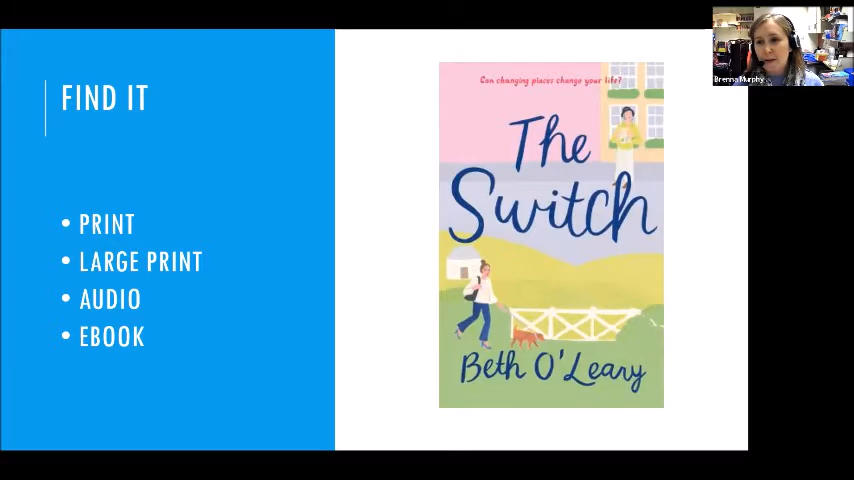 FIND IT
• PRINT
• LARGE PRINT
• AUDIO
• EBOOK
Can changing places change your life?
The
Switch
Beth O'Leary
Brenna Murphy